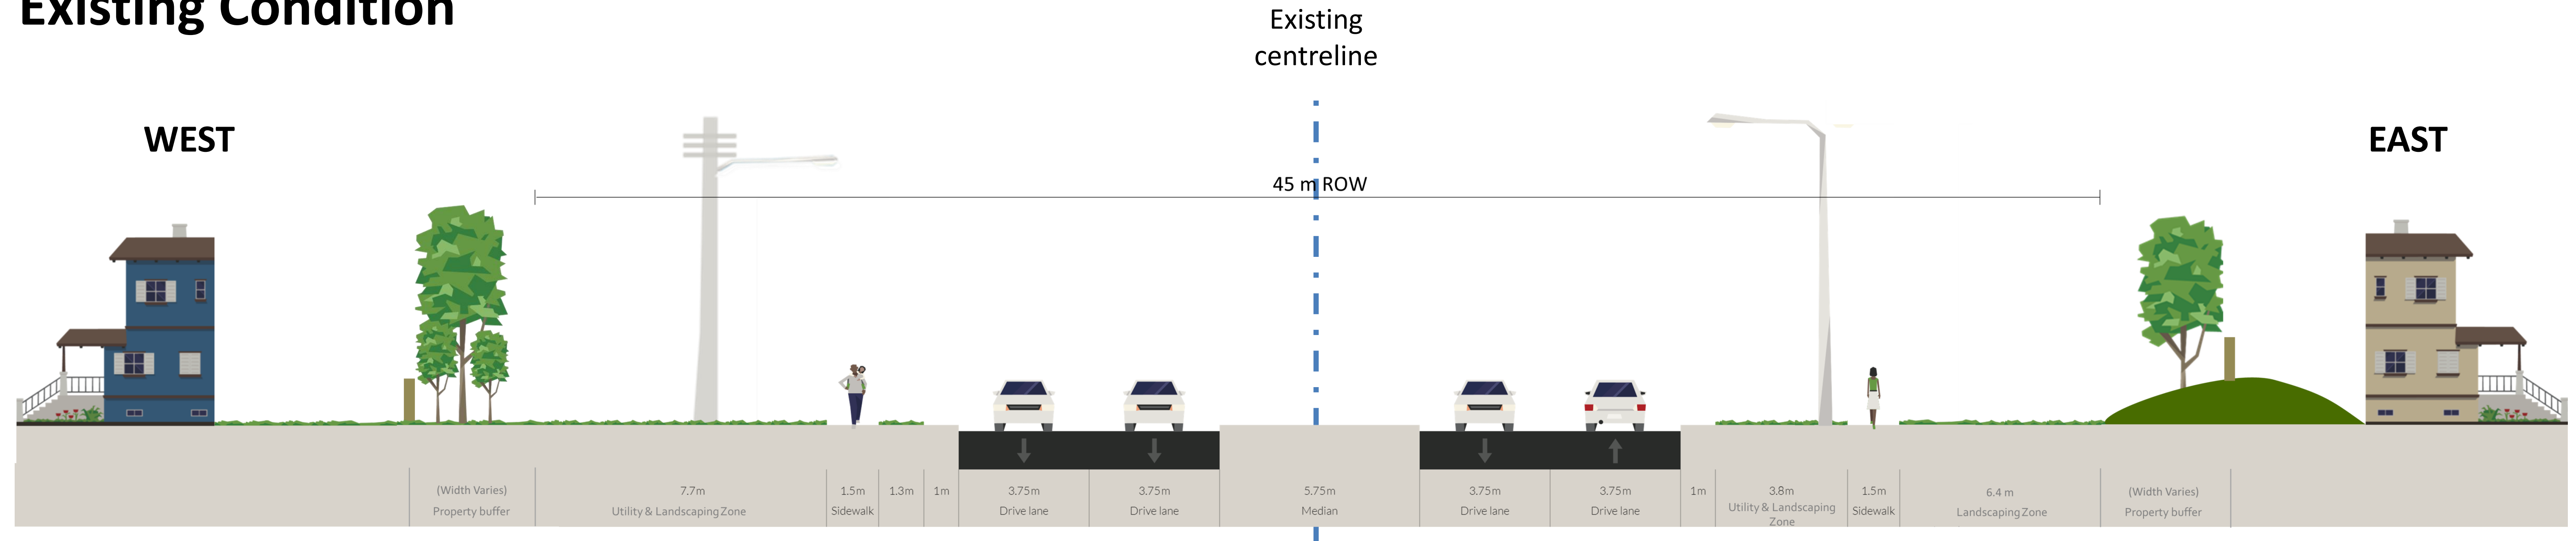 Existing Condition
Existing
centreline
WEST
EAST
45 m ROW
(Width Varies)
Property buffer
7.7m
Utility & Landscaping Zone
1.5m
Sidewalk
1.3m
1m
3.75m
Drive lane
3.75m
Drive lane
5.75m
Median
3.75m
Drive lane
3.75m
Drive lane
1m
3.8m
Utility & Landscaping
Zone
1.5m
Sidewalk
6.4 m
Landscaping Zone
(Width Varies)
Property buffer